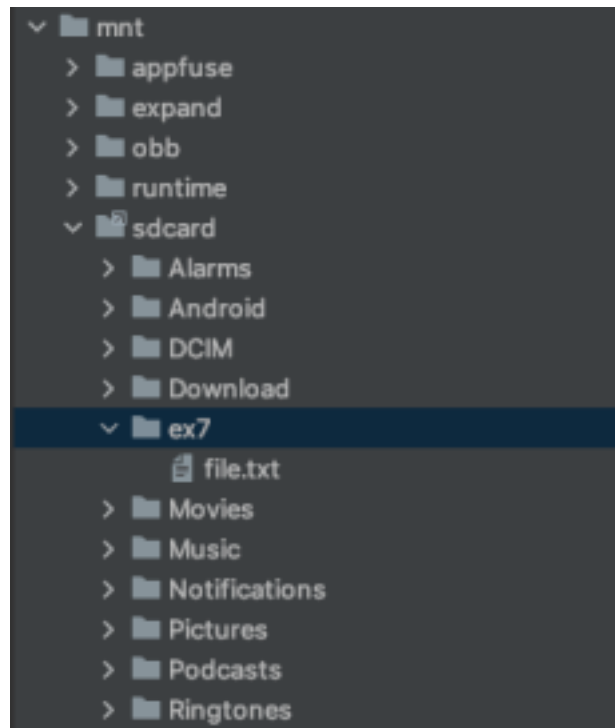 mnt
appfuse
expand
obb
runtime
sdcard
Alarms
Android
DCIM
Download
ex7
file.txt
Movies
Music
Notifications
Pictures
Podcasts
Ringtones